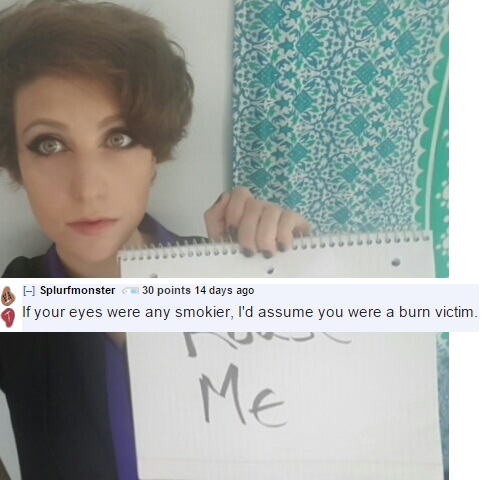 [–] Splurfmonster 30 points 14 days ago
If your eyes were any smokier, I'd assume you were a burn victim.
Me